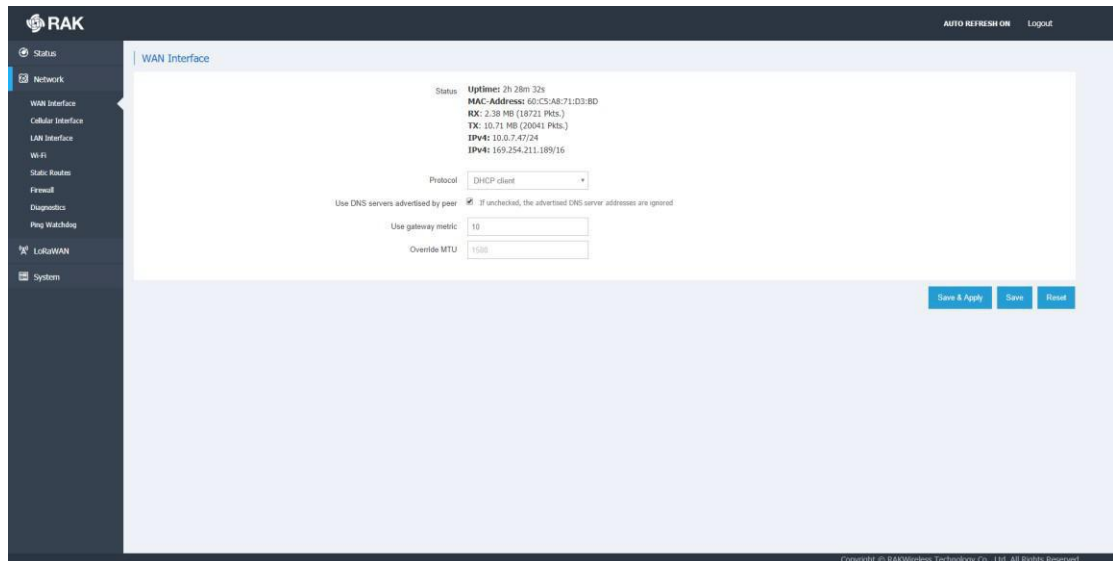 RAK
AUTO REFRESH ON Logout
Status
Network
WAN Interface
Cellular Interface
LAN Interface
Wi-Fi
Static Routes
Firewall
Diagnostics
Ping Watchdog
LoRaWAN
System
WAN Interface
Status Uptime: 2h 28m 32s
MAC-Address: 60:C5:A8:71:D3:BD
RX: 2.38 MB (18721 Pkts.)
TX: 10.71 MB (20041 Pkts.)
IPv4: 10.0.7.47/24
IPv4: 169.254.211.189/16
Protocol DHCP client
Use DNS servers advertised by peer If unchecked, the advertised DNS server addresses are ignored
Use gateway metric 10
Override MTU 1500
Save & Apply Save Reset
Copyright © RAKWireless Technology Co., Ltd. All Rights Reserved